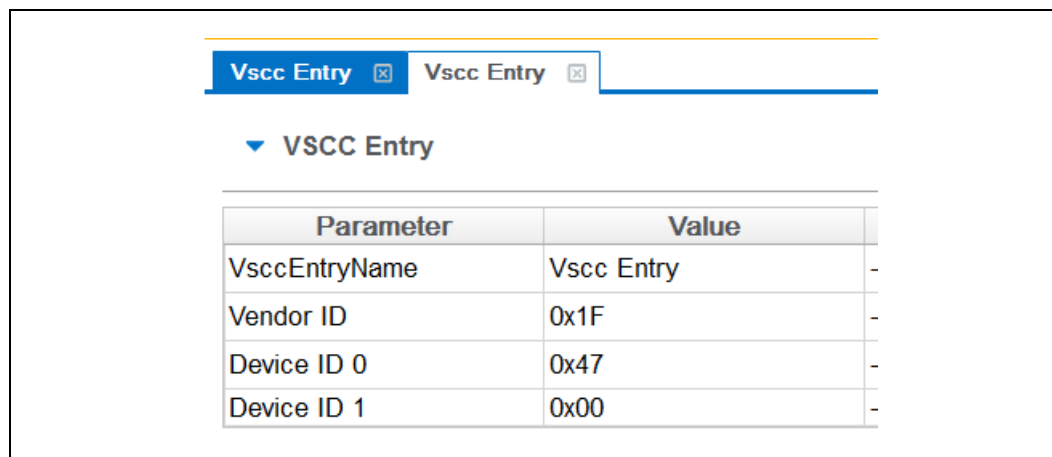 Vscc Entry Vscc Entry
VSCC Entry
Parameter Value
VsccEntryName Vscc Entry
Vendor ID 0x1F
Device ID 0 0x47
Device ID 1 0x00